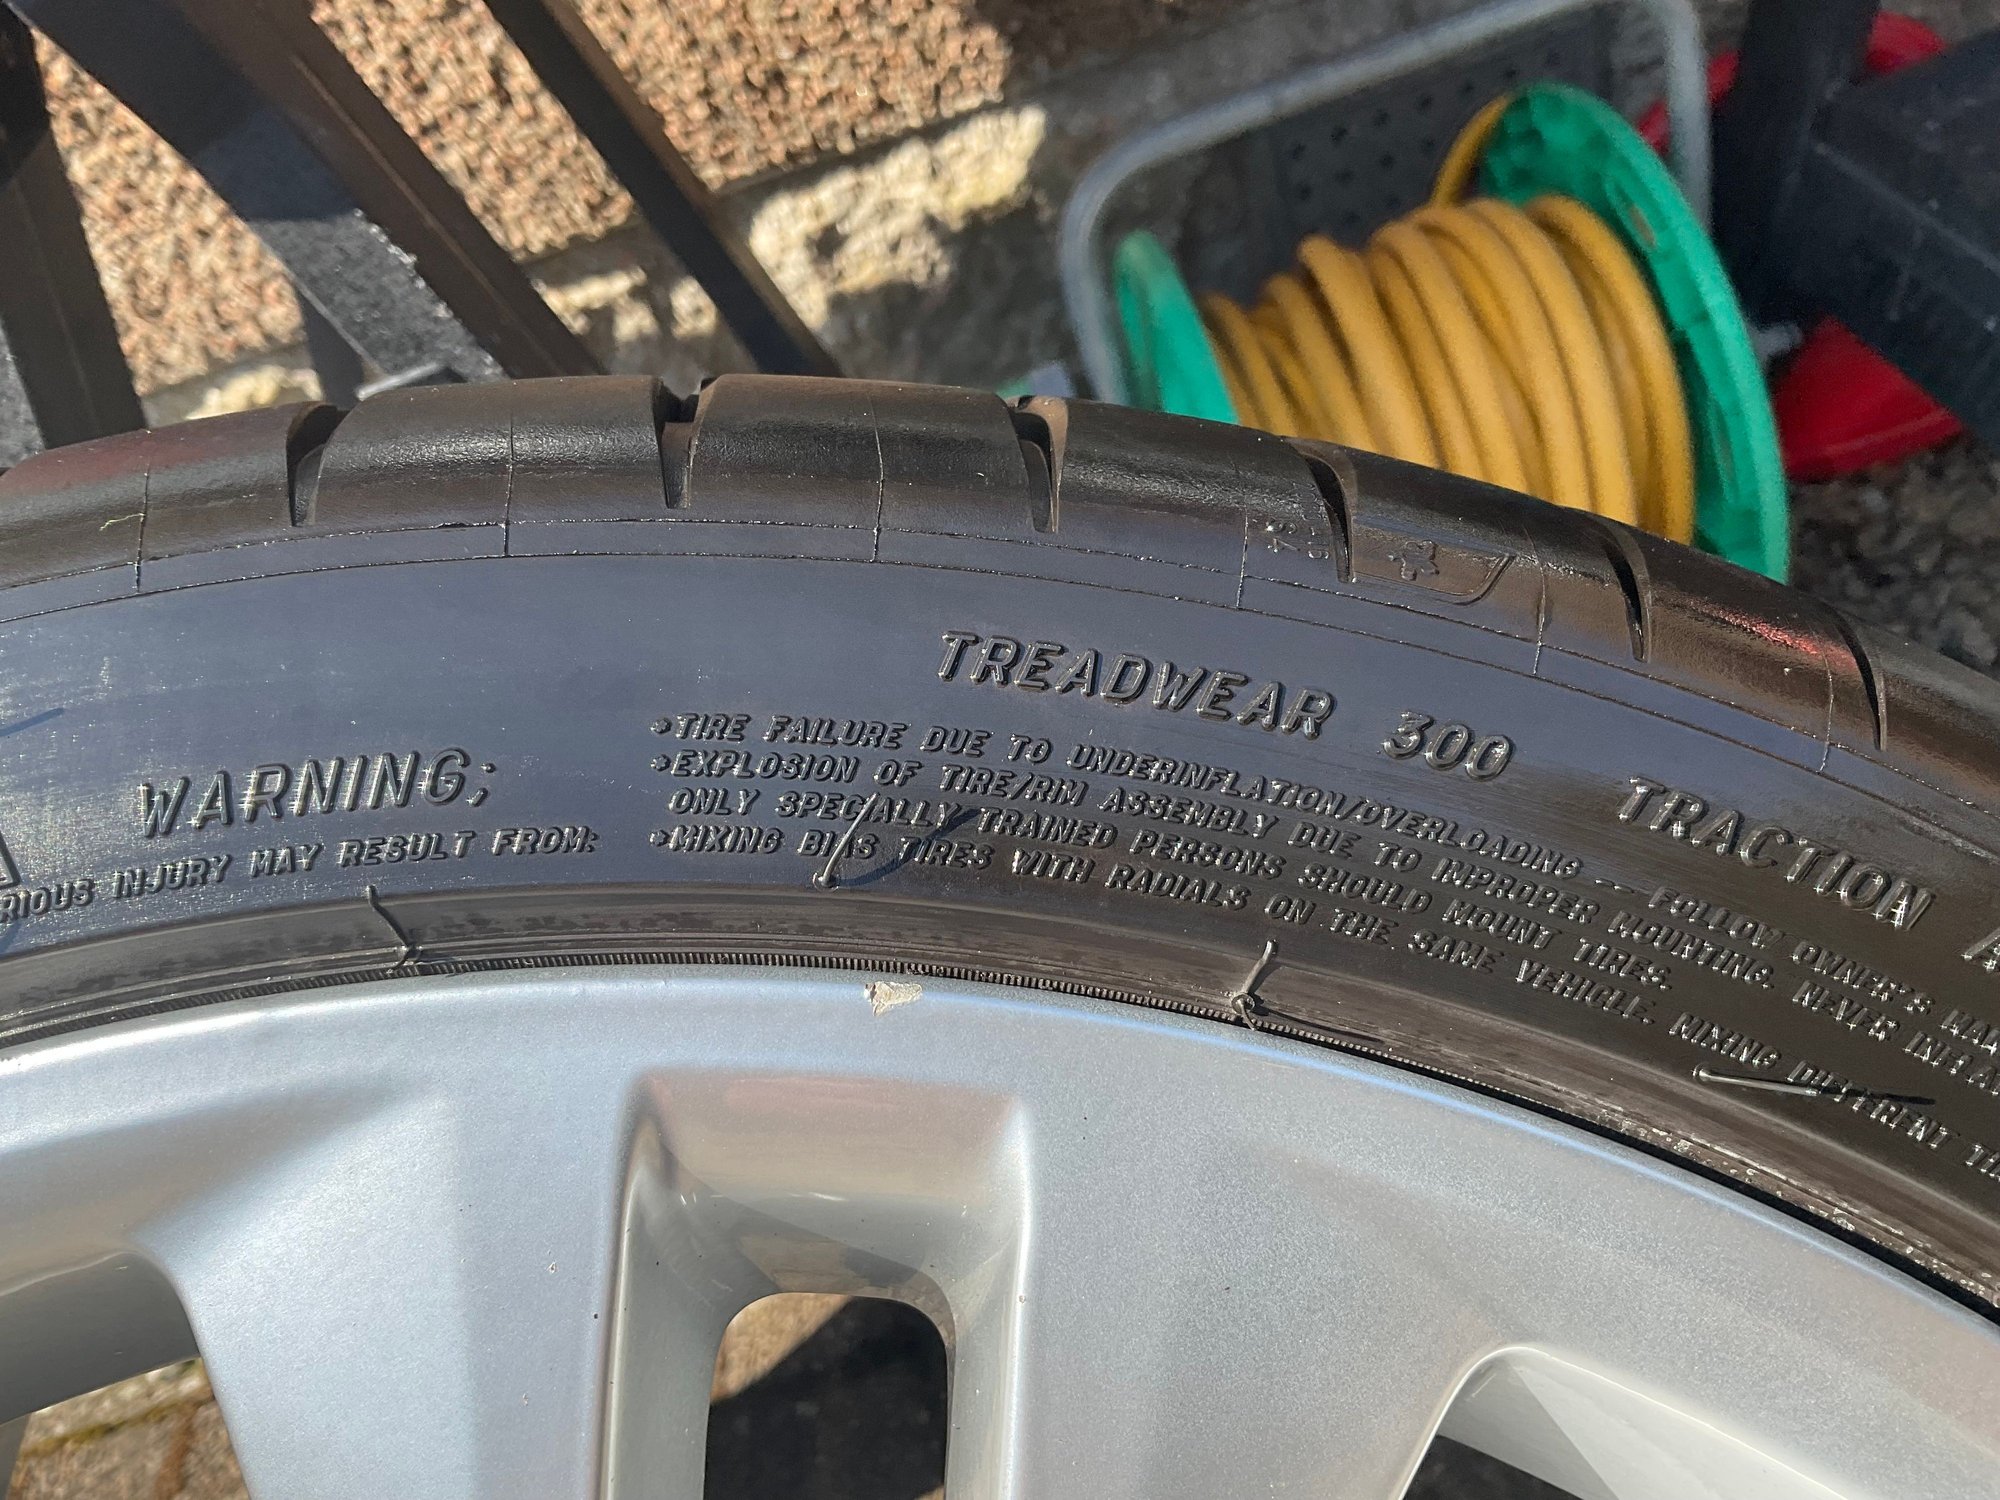 TREADWEAR 300 TRACTION A
WARNING;
RIOUS INJURY MAY RESULT FROM:
•TIRE FAILURE DUE TO UNDERINFLATION/OVERLOADING -- FOLLOW OWNER'S
•EXPLOSION OF TIRE/RIM ASSEMBLY DUE TO IMPROPER MOUNTING. NEVER
ONLY SPECIALLY TRAINED PERSONS SHOULD MOUNT TIRES.
•MIXING BIAS TIRES WITH RADIALS ON THE SAME VEHICLE. MIXING DIFFERENT